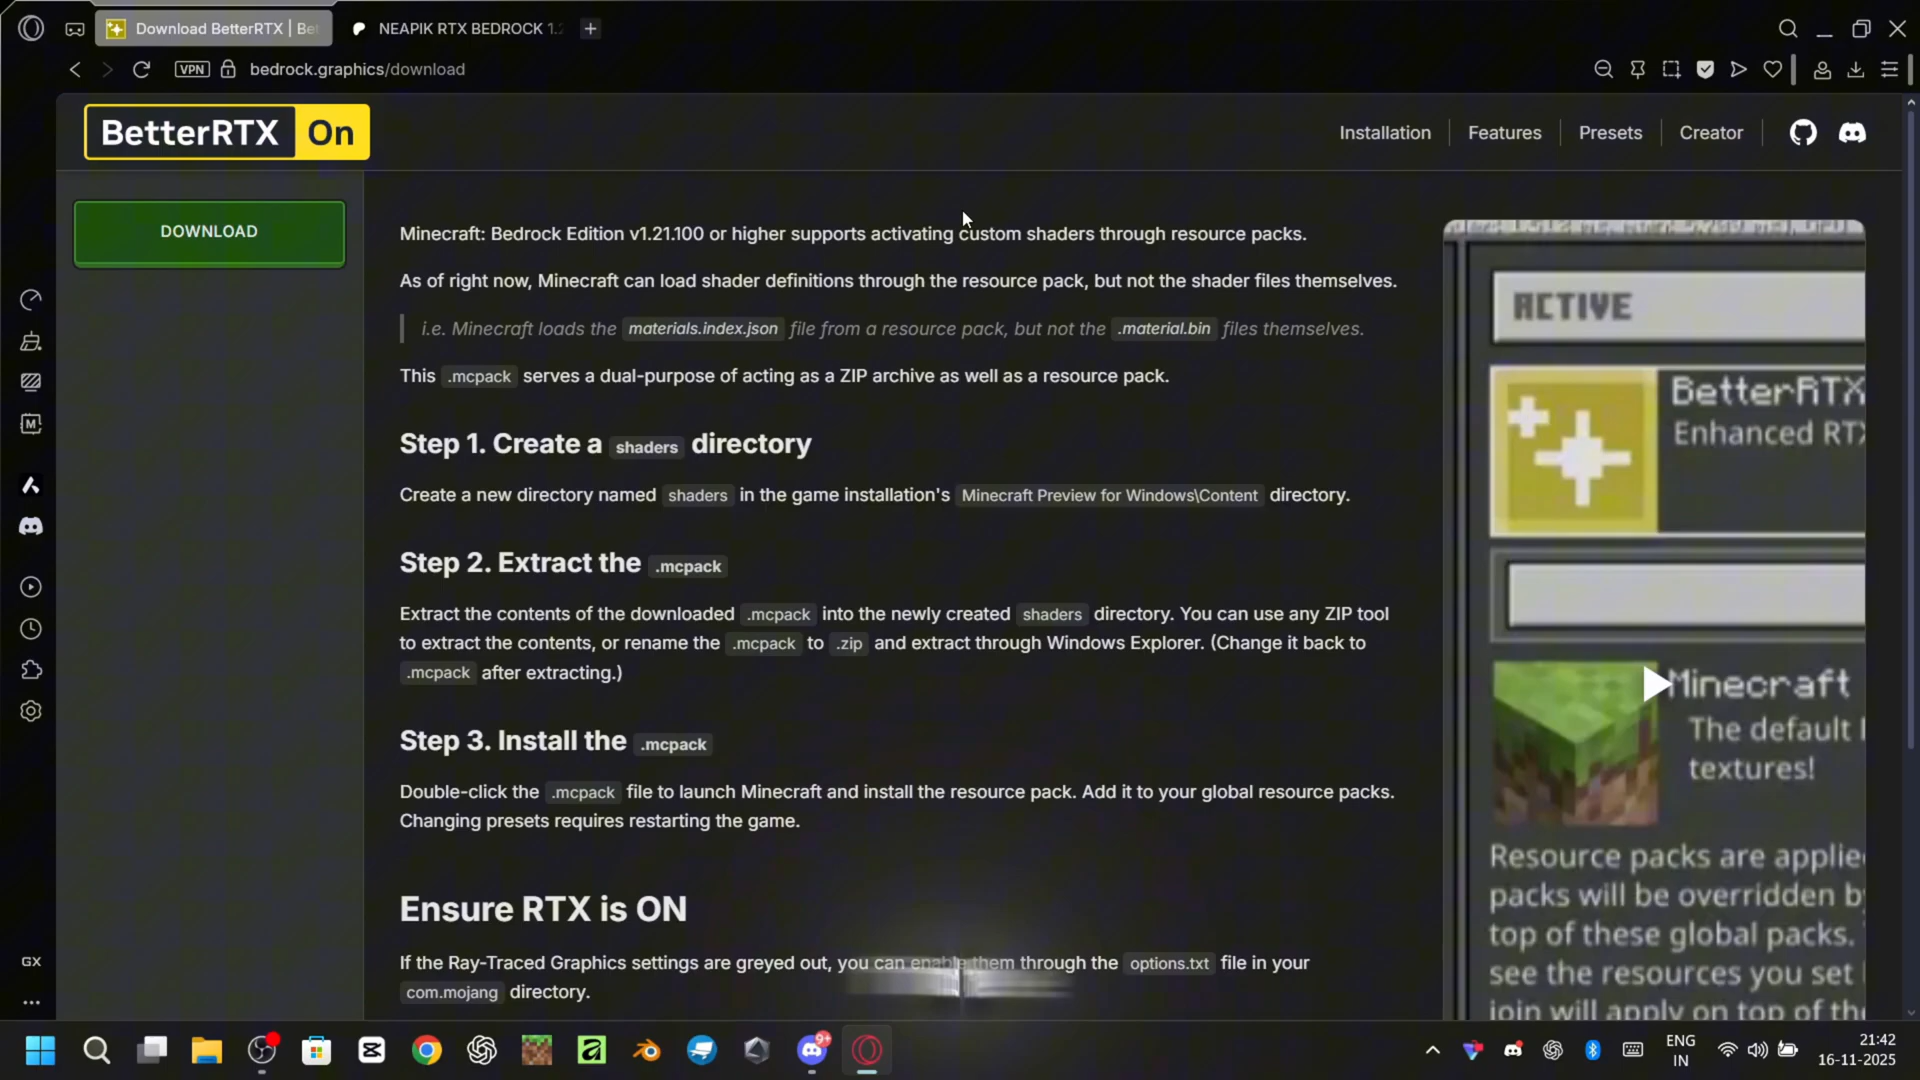 Download BetterRTX | Bet
NEAPIK RTX BEDROCK 1.2
VPN
bedrock.graphics/download
BetterRTX On
Installation
Features
Presets
Creator
DOWNLOAD
Minecraft: Bedrock Edition v1.21.100 or higher supports activating custom shaders through resource packs.
As of right now, Minecraft can load shader definitions through the resource pack, but not the shader files themselves.
i.e. Minecraft loads the materials.index.json file from a resource pack, but not the .material.bin files themselves.
This .mcpack serves a dual-purpose of acting as a ZIP archive as well as a resource pack.
Step 1. Create a shaders directory
Create a new directory named shaders in the game installation's Minecraft Preview for Windows\Content directory.
Step 2. Extract the .mcpack
Extract the contents of the downloaded .mcpack into the newly created shaders directory. You can use any ZIP tool
to extract the contents, or rename the .mcpack to .zip and extract through Windows Explorer. (Change it back to
.mcpack after extracting.)
Step 3. Install the .mcpack
Double-click the .mcpack file to launch Minecraft and install the resource pack. Add it to your global resource packs.
Changing presets requires restarting the game.
Ensure RTX is ON
If the Ray-Traced Graphics settings are greyed out, you can enable them through the options.txt file in your
com.mojang directory.
ACTIVE
BetterRTX
Enhanced RTX
Minecraft
The default
textures!
Resource packs are applie
packs will be overridden b
top of these global packs.
see the resources you set
join will apply on top of the
M
GX
9+
ENG
IN
21:42
16-11-2025